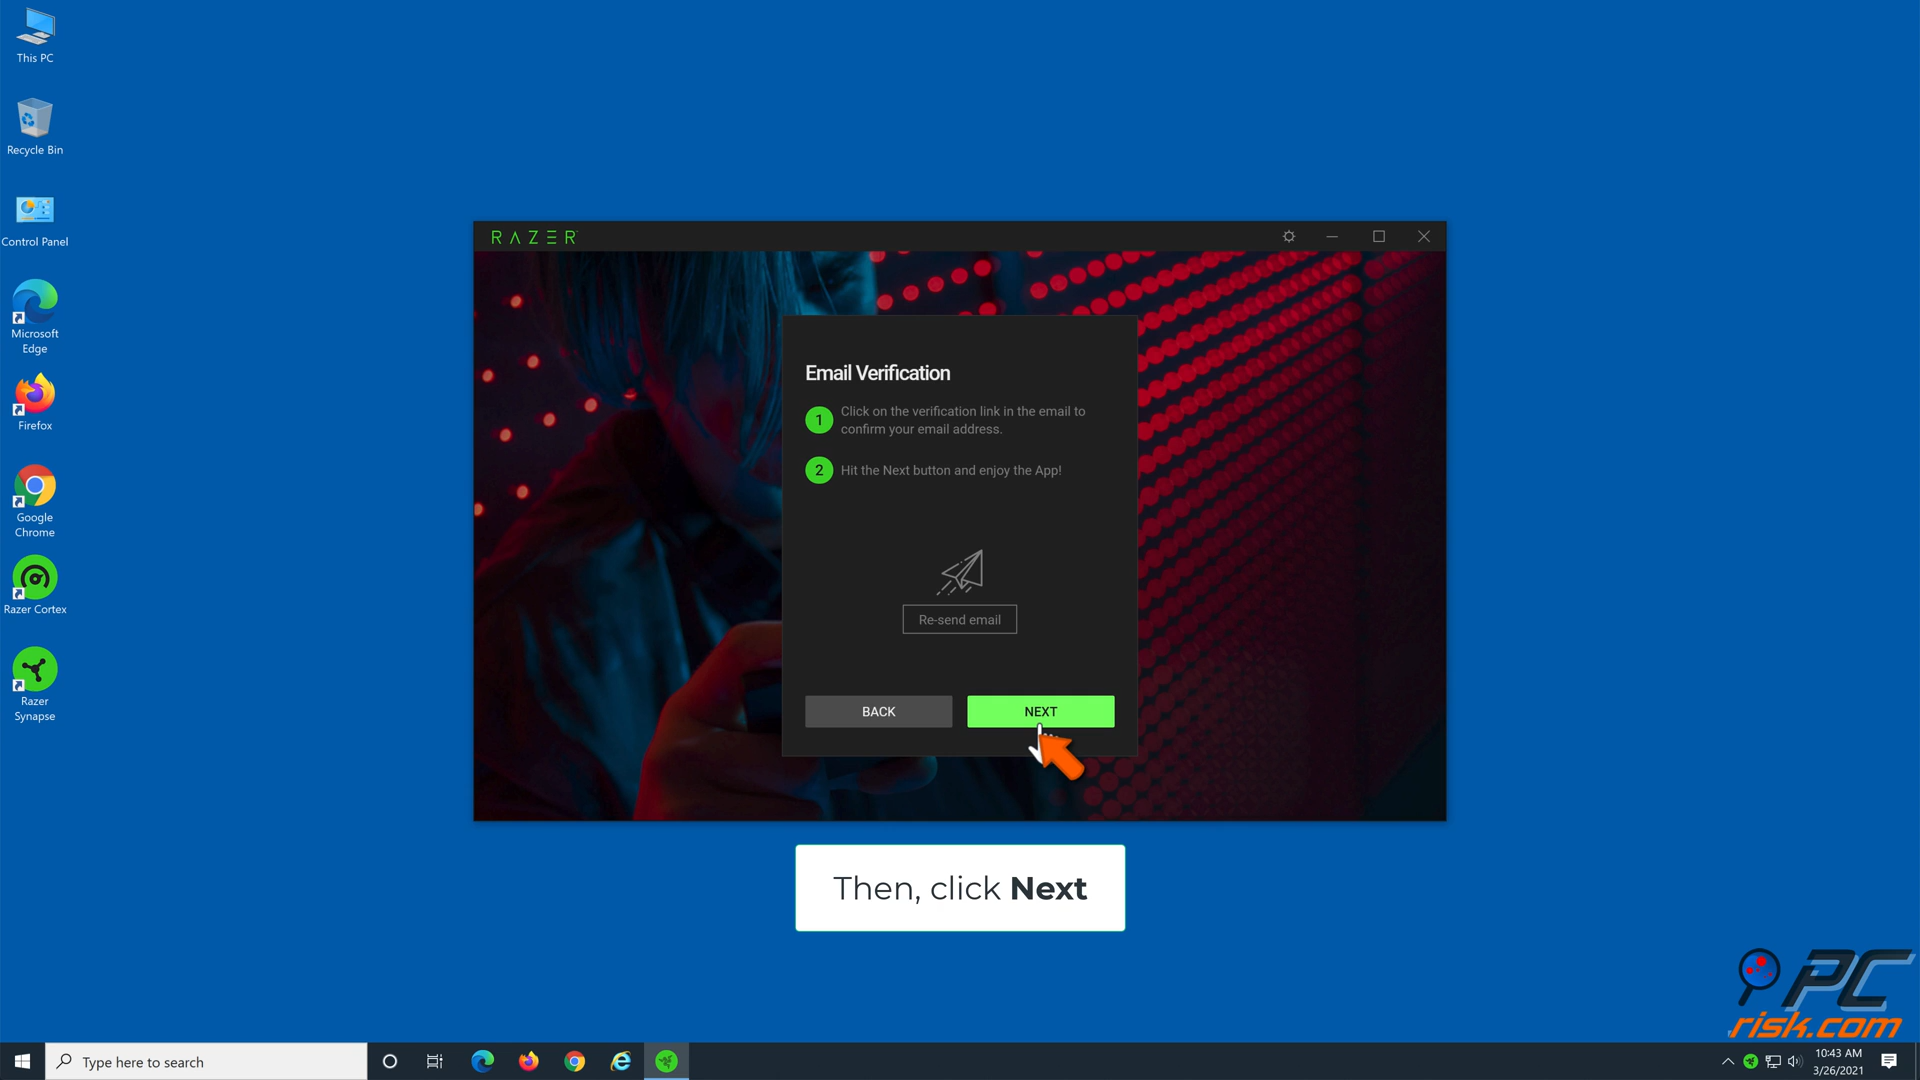 This PC
Recycle Bin
Control Panel
Microsoft
Edge
Firefox
Google
Chrome
Razer Cortex
Razer
Synapse
RAZER
Email Verification
1
Click on the verification link in the email to
confirm your email address.
2
Hit the Next button and enjoy the App!
Re-send email
BACK
NEXT
Then, click Next
PC
risk.com
Type here to search
10:43 AM
3/26/2021